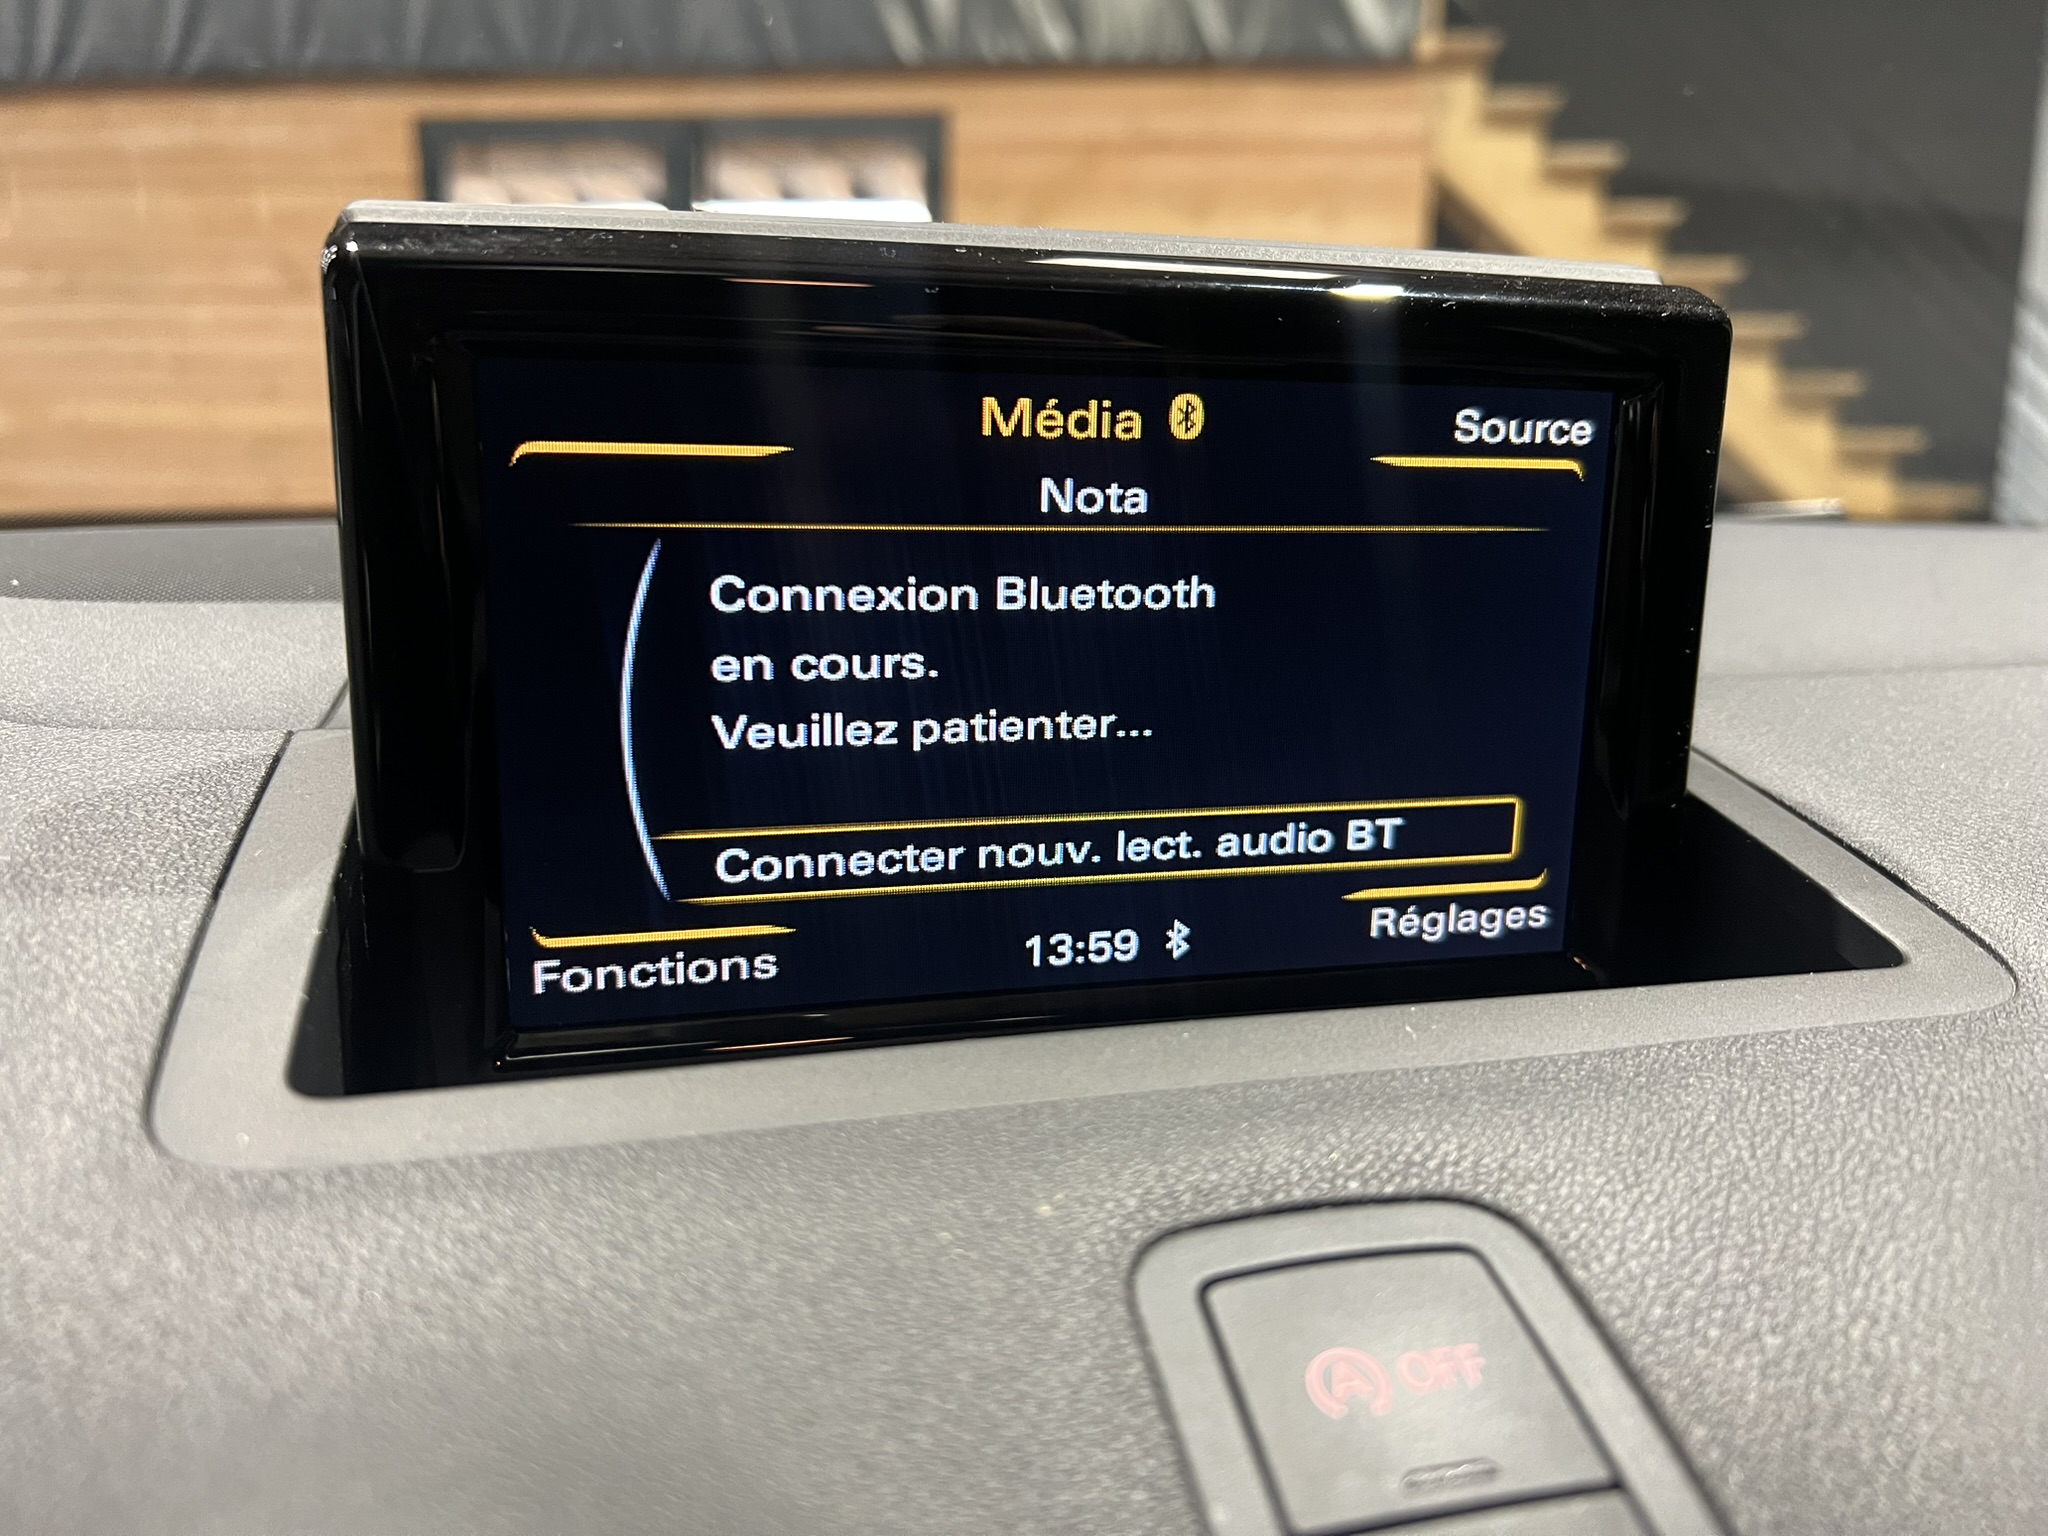 Média
Source
Nota
Connexion Bluetooth
en cours.
Veuillez patienter...
Connecter nouv. lect. audio BT
Fonctions
13:59
Réglages
A OFF